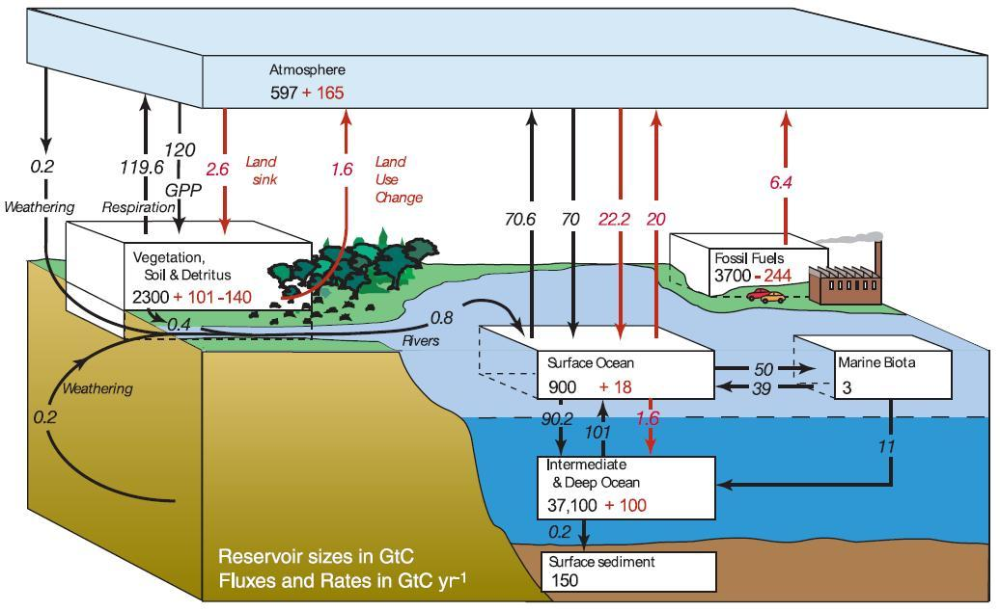 Atmosphere
597 + 165
0.2
Weathering
119.6
Respiration
120
GPP
2.6
Land
sink
1.6
Land
Use
Change
70.6
70
22.2
20
6.4
Vegetation,
Soil & Detritus
2300 + 101 -140
Fossil Fuels
3700 - 244
0.4
0.8
Rivers
Weathering
0.2
Surface Ocean
900 + 18
50
39
Marine Biota
3
90.2
101
1.6
11
Intermediate
& Deep Ocean
37,100 + 100
0.2
Surface sediment
150
Reservoir sizes in GtC
Fluxes and Rates in GtC yr-1